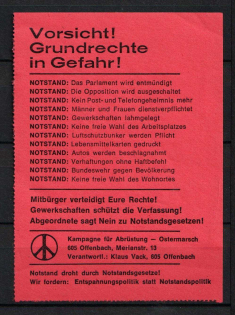 Vorsicht!
Grundrechte
in Gefahr!
NOTSTAND: Das Parlament wird entmündigt
NOTSTAND: Die Opposition wird ausgeschaltet
NOTSTAND: Kein Post- und Telefongeheimnis mehr
NOTSTAND: Männer und Frauen dienstverpflichtet
NOTSTAND: Gewerkschaften lahmgelegt
NOTSTAND: Keine freie Wahl des Arbeitsplatzes
NOTSTAND: Luftschutzbunker werden Pflicht
NOTSTAND: Lebensmittelkarten gedruckt
NOTSTAND: Autos werden beschlagnahmt
NOTSTAND: Verhaftungen ohne Haftbefehl
NOTSTAND: Bundeswehr gegen Bevölkerung
NOTSTAND: Keine freie Wahl des Wohnortes
Mitbürger verteidigt Eure Rechte!
Gewerkschaften schützt die Verfassung!
Abgeordnete sagt Nein zu Notstandsgesetzen!
Kampagne für Abrüstung – Ostermarsch
605 Offenbach, Merianstr. 13
Verantwortl.: Klaus Vack, 605 Offenbach
Notstand droht durch Notstandsgesetze!
Wir fordern: Entspannungspolitik statt Notstandspolitik